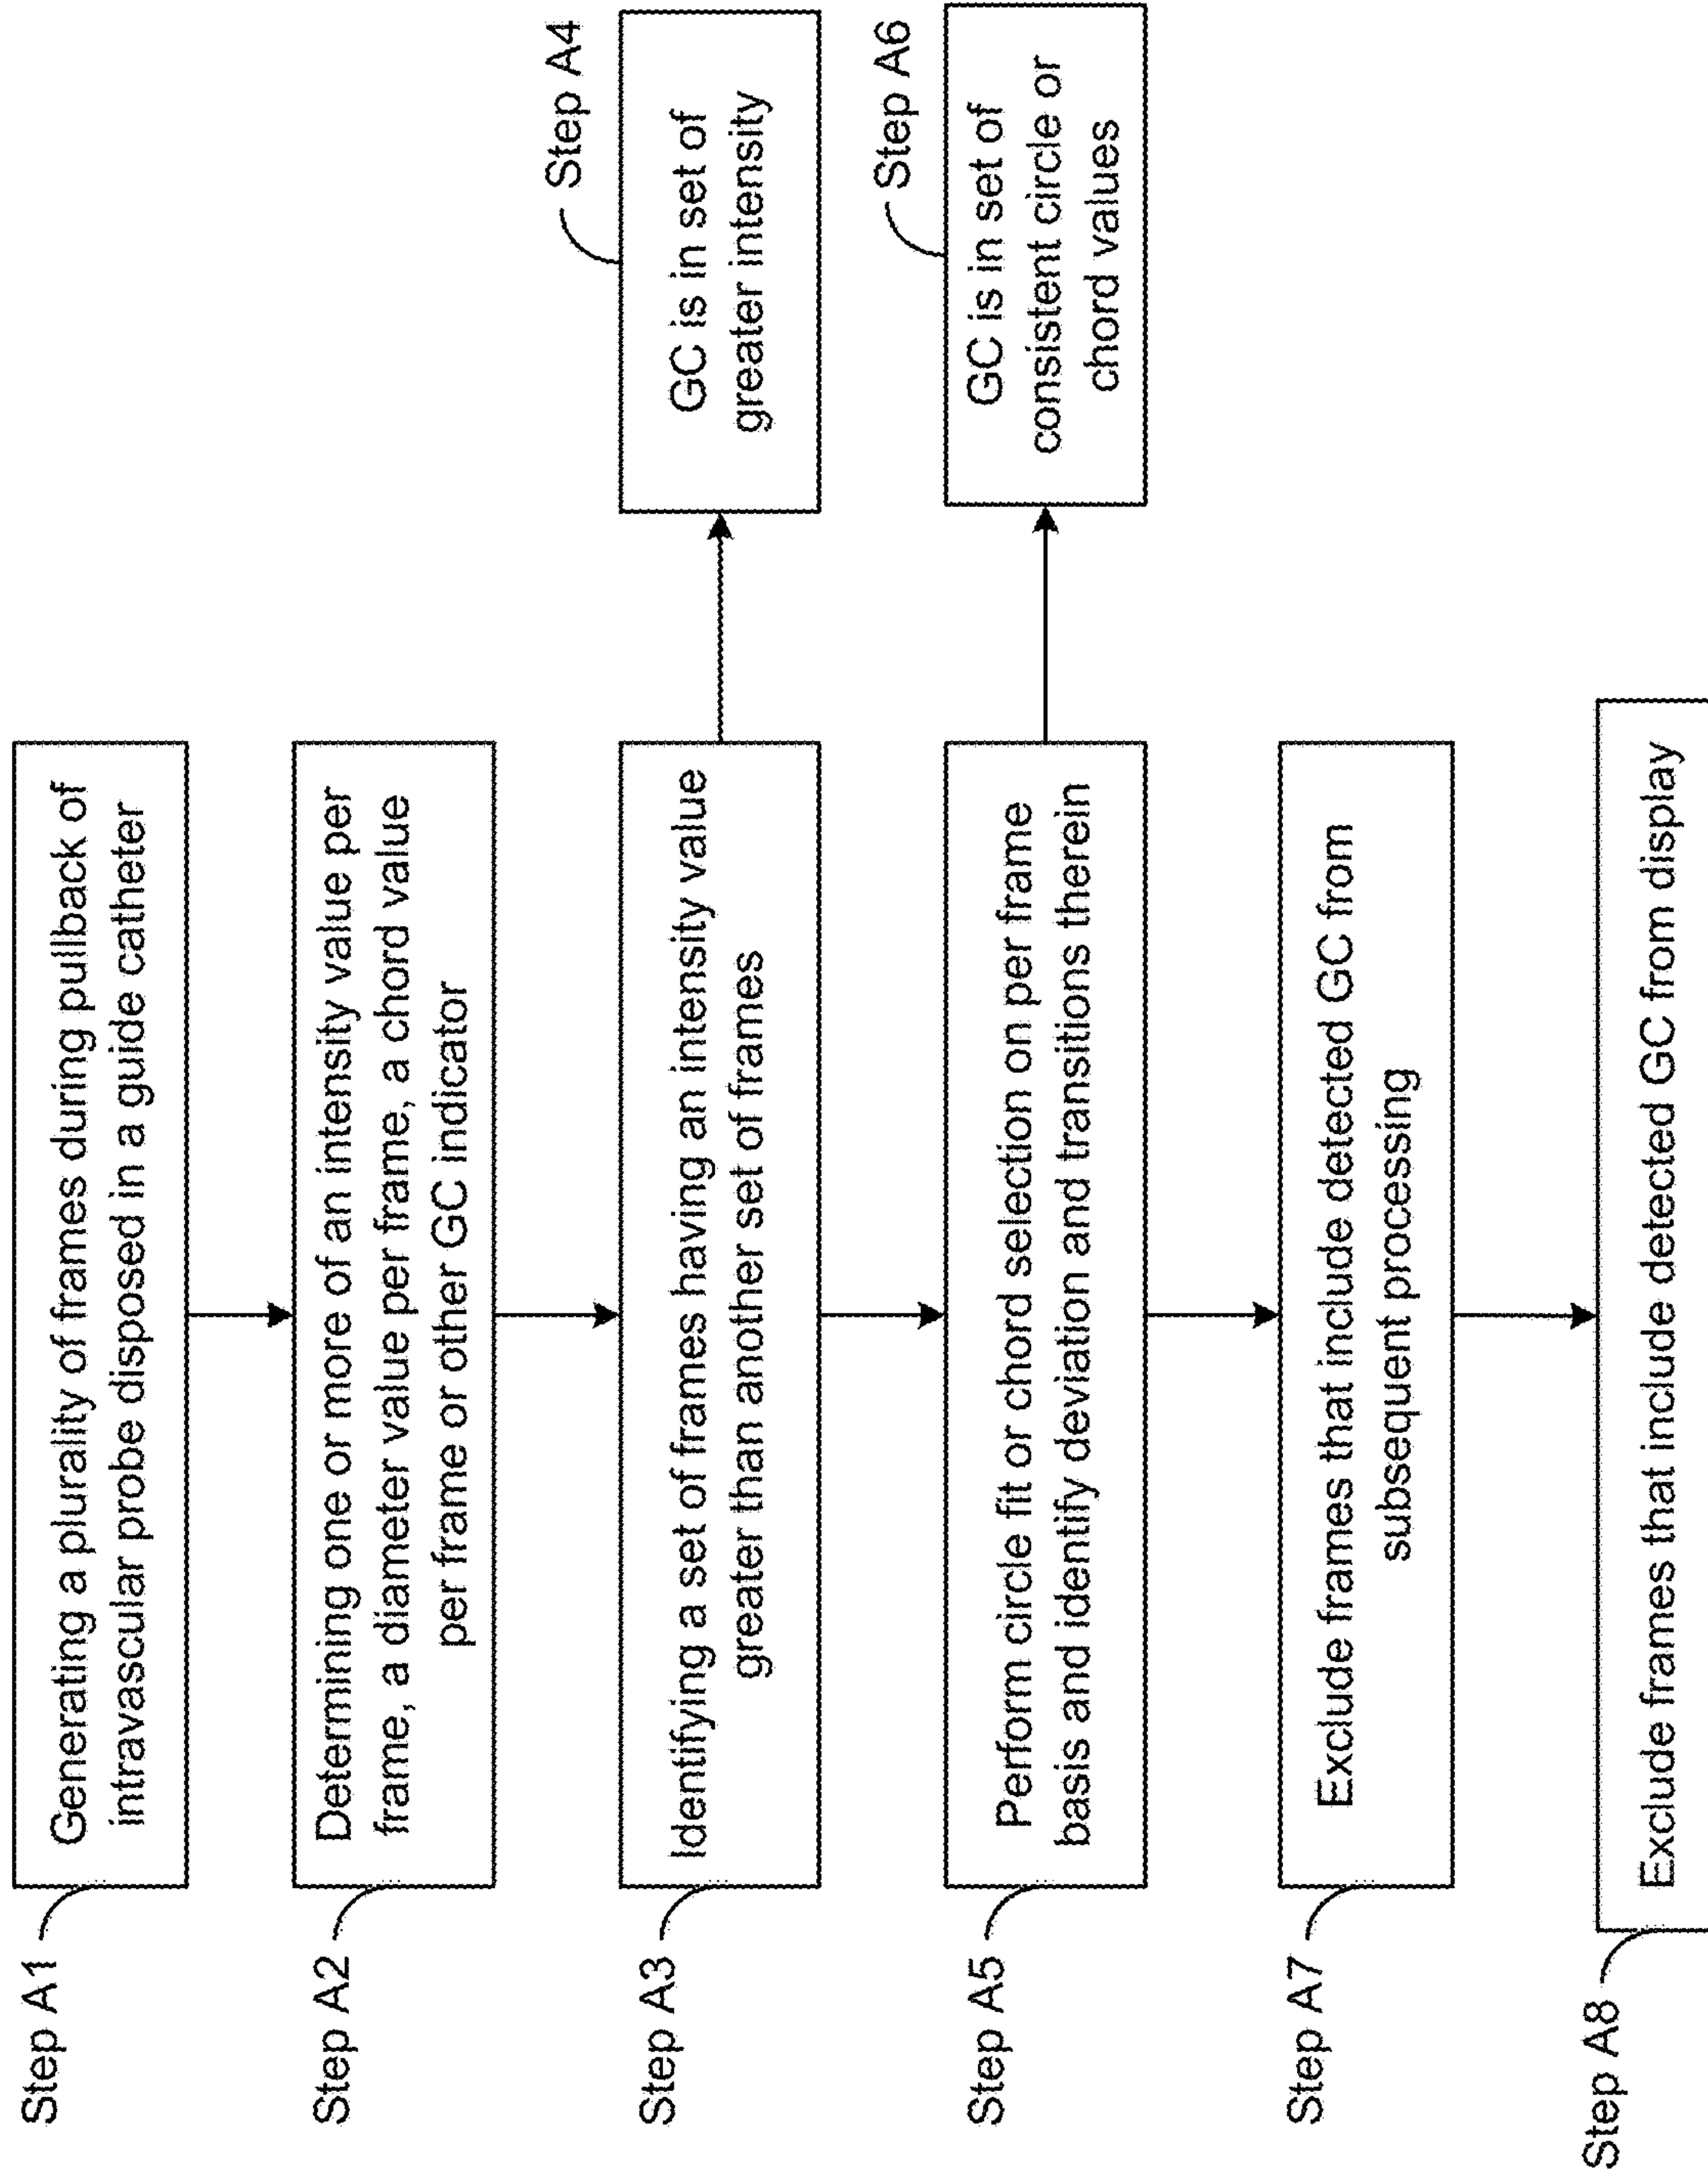 Step A1
Generating a plurality of frames during pullback of
intravascular probe disposed in a guide catheter
Step A2
Determining one or more of an intensity value per
frame, a diameter value per frame, a chord value
per frame or other GC indicator
Step A3
Identifying a set of frames having an intensity value
greater than another set of frames
Step A4
GC is in set of
greater intensity
Step A5
Perform circle fit or chord selection on per frame
basis and identify deviation and transitions therein
Step A6
GC is in set of
consistent circle or
chord values
Step A7
Exclude frames that include detected GC from
subsequent processing
Step A8
Exclude frames that include detected GC from display